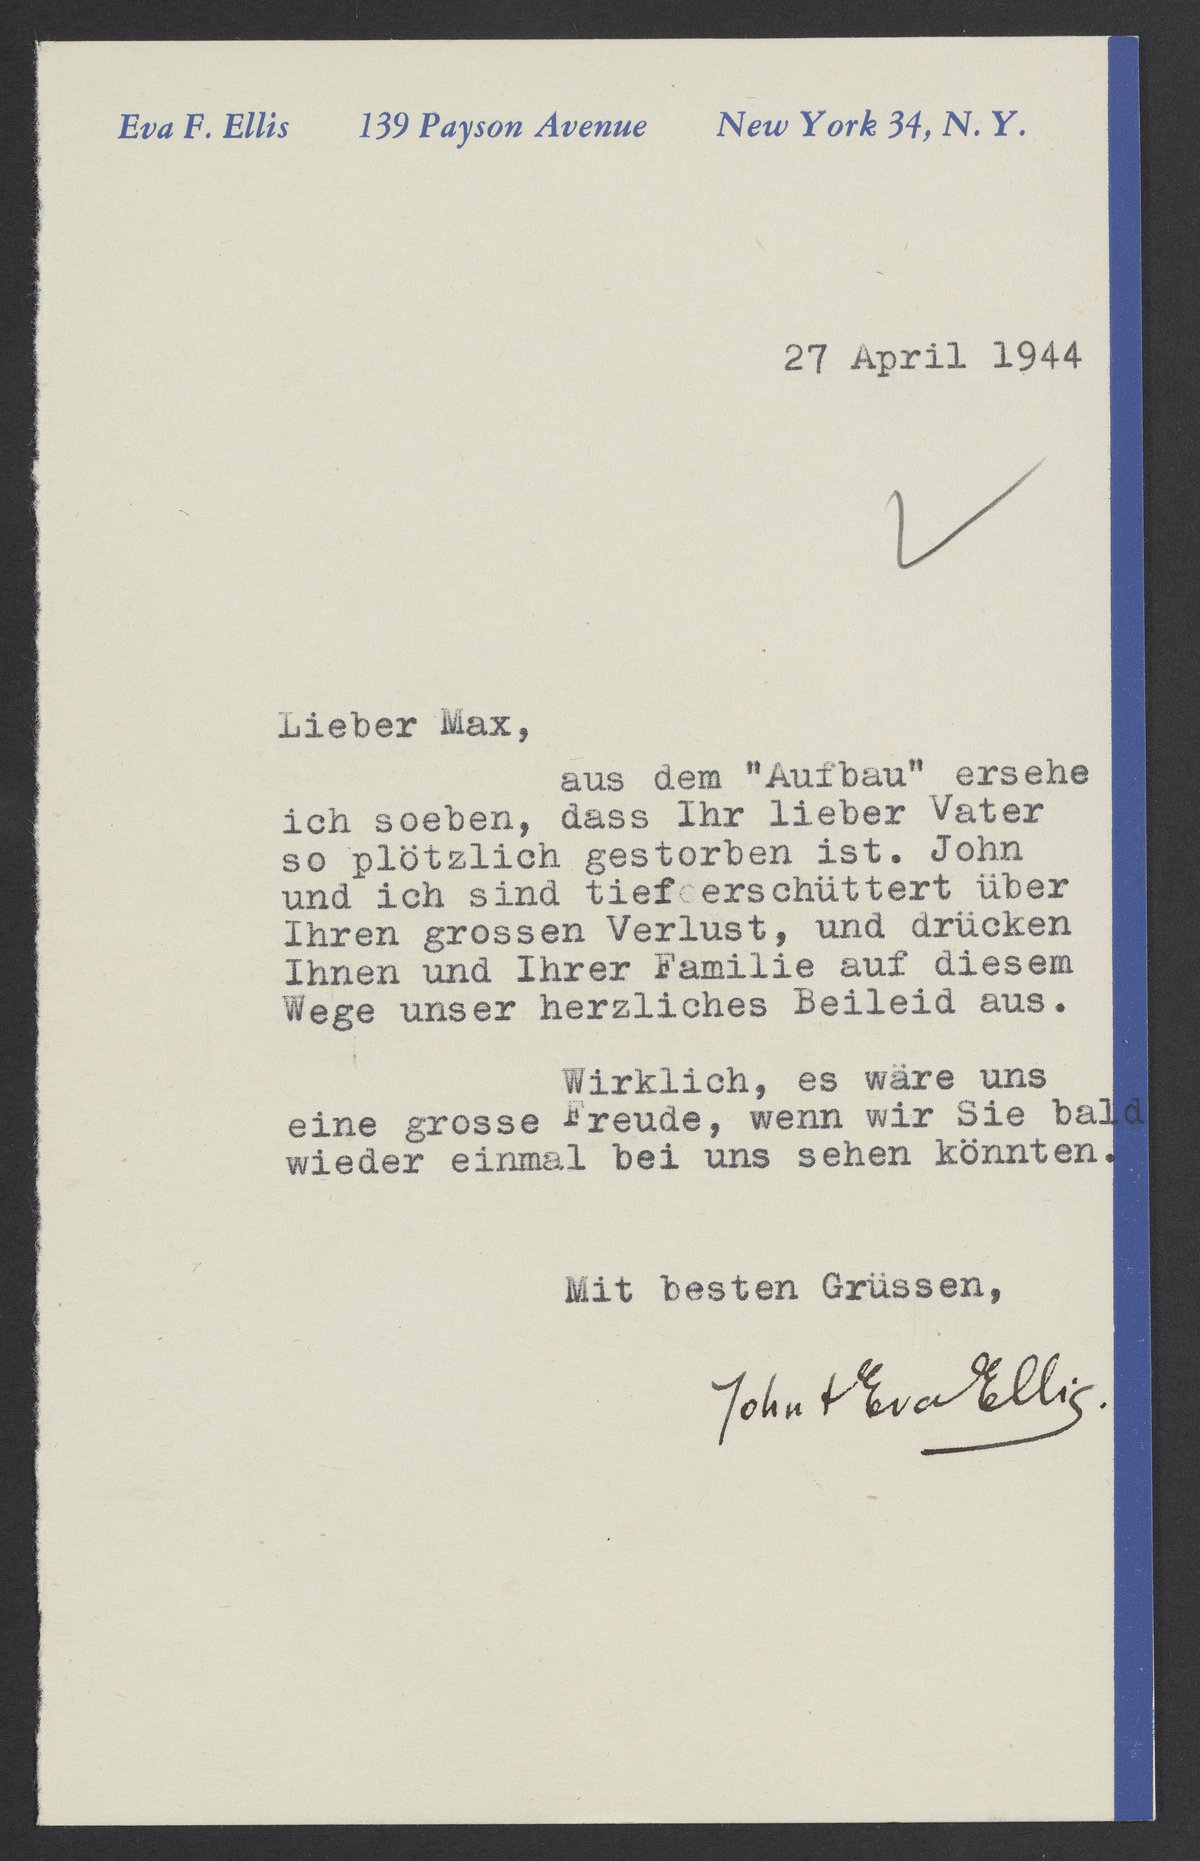 Eva F. Ellis 139 Payson Avenue New York 34, N. Y.
27 April 1944
Lieber Max,
aus dem "Aufbau" ersehe
ich soeben, dass Ihr lieber Vater
so plötzlich gestorben ist. John
und ich sind tief erschüttert über
Ihren grossen Verlust, und drücken
Ihnen und Ihrer Familie auf diesem
Wege unser herzliches Beileid aus.
Wirklich, es wäre uns
eine grosse Freude, wenn wir Sie bald
wieder einmal bei uns sehen könnten.
Mit besten Grüssen,
John + Eva Ellis.